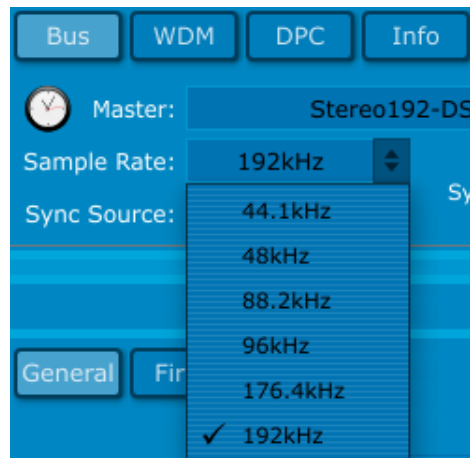 Bus WDM DPC Info
Master: Stereo192-DS
Sample Rate: 192kHz
Sy
Sync Source:
44.1kHz
48kHz
88.2kHz
96kHz
General Fir
176.4kHz
✓ 192kHz